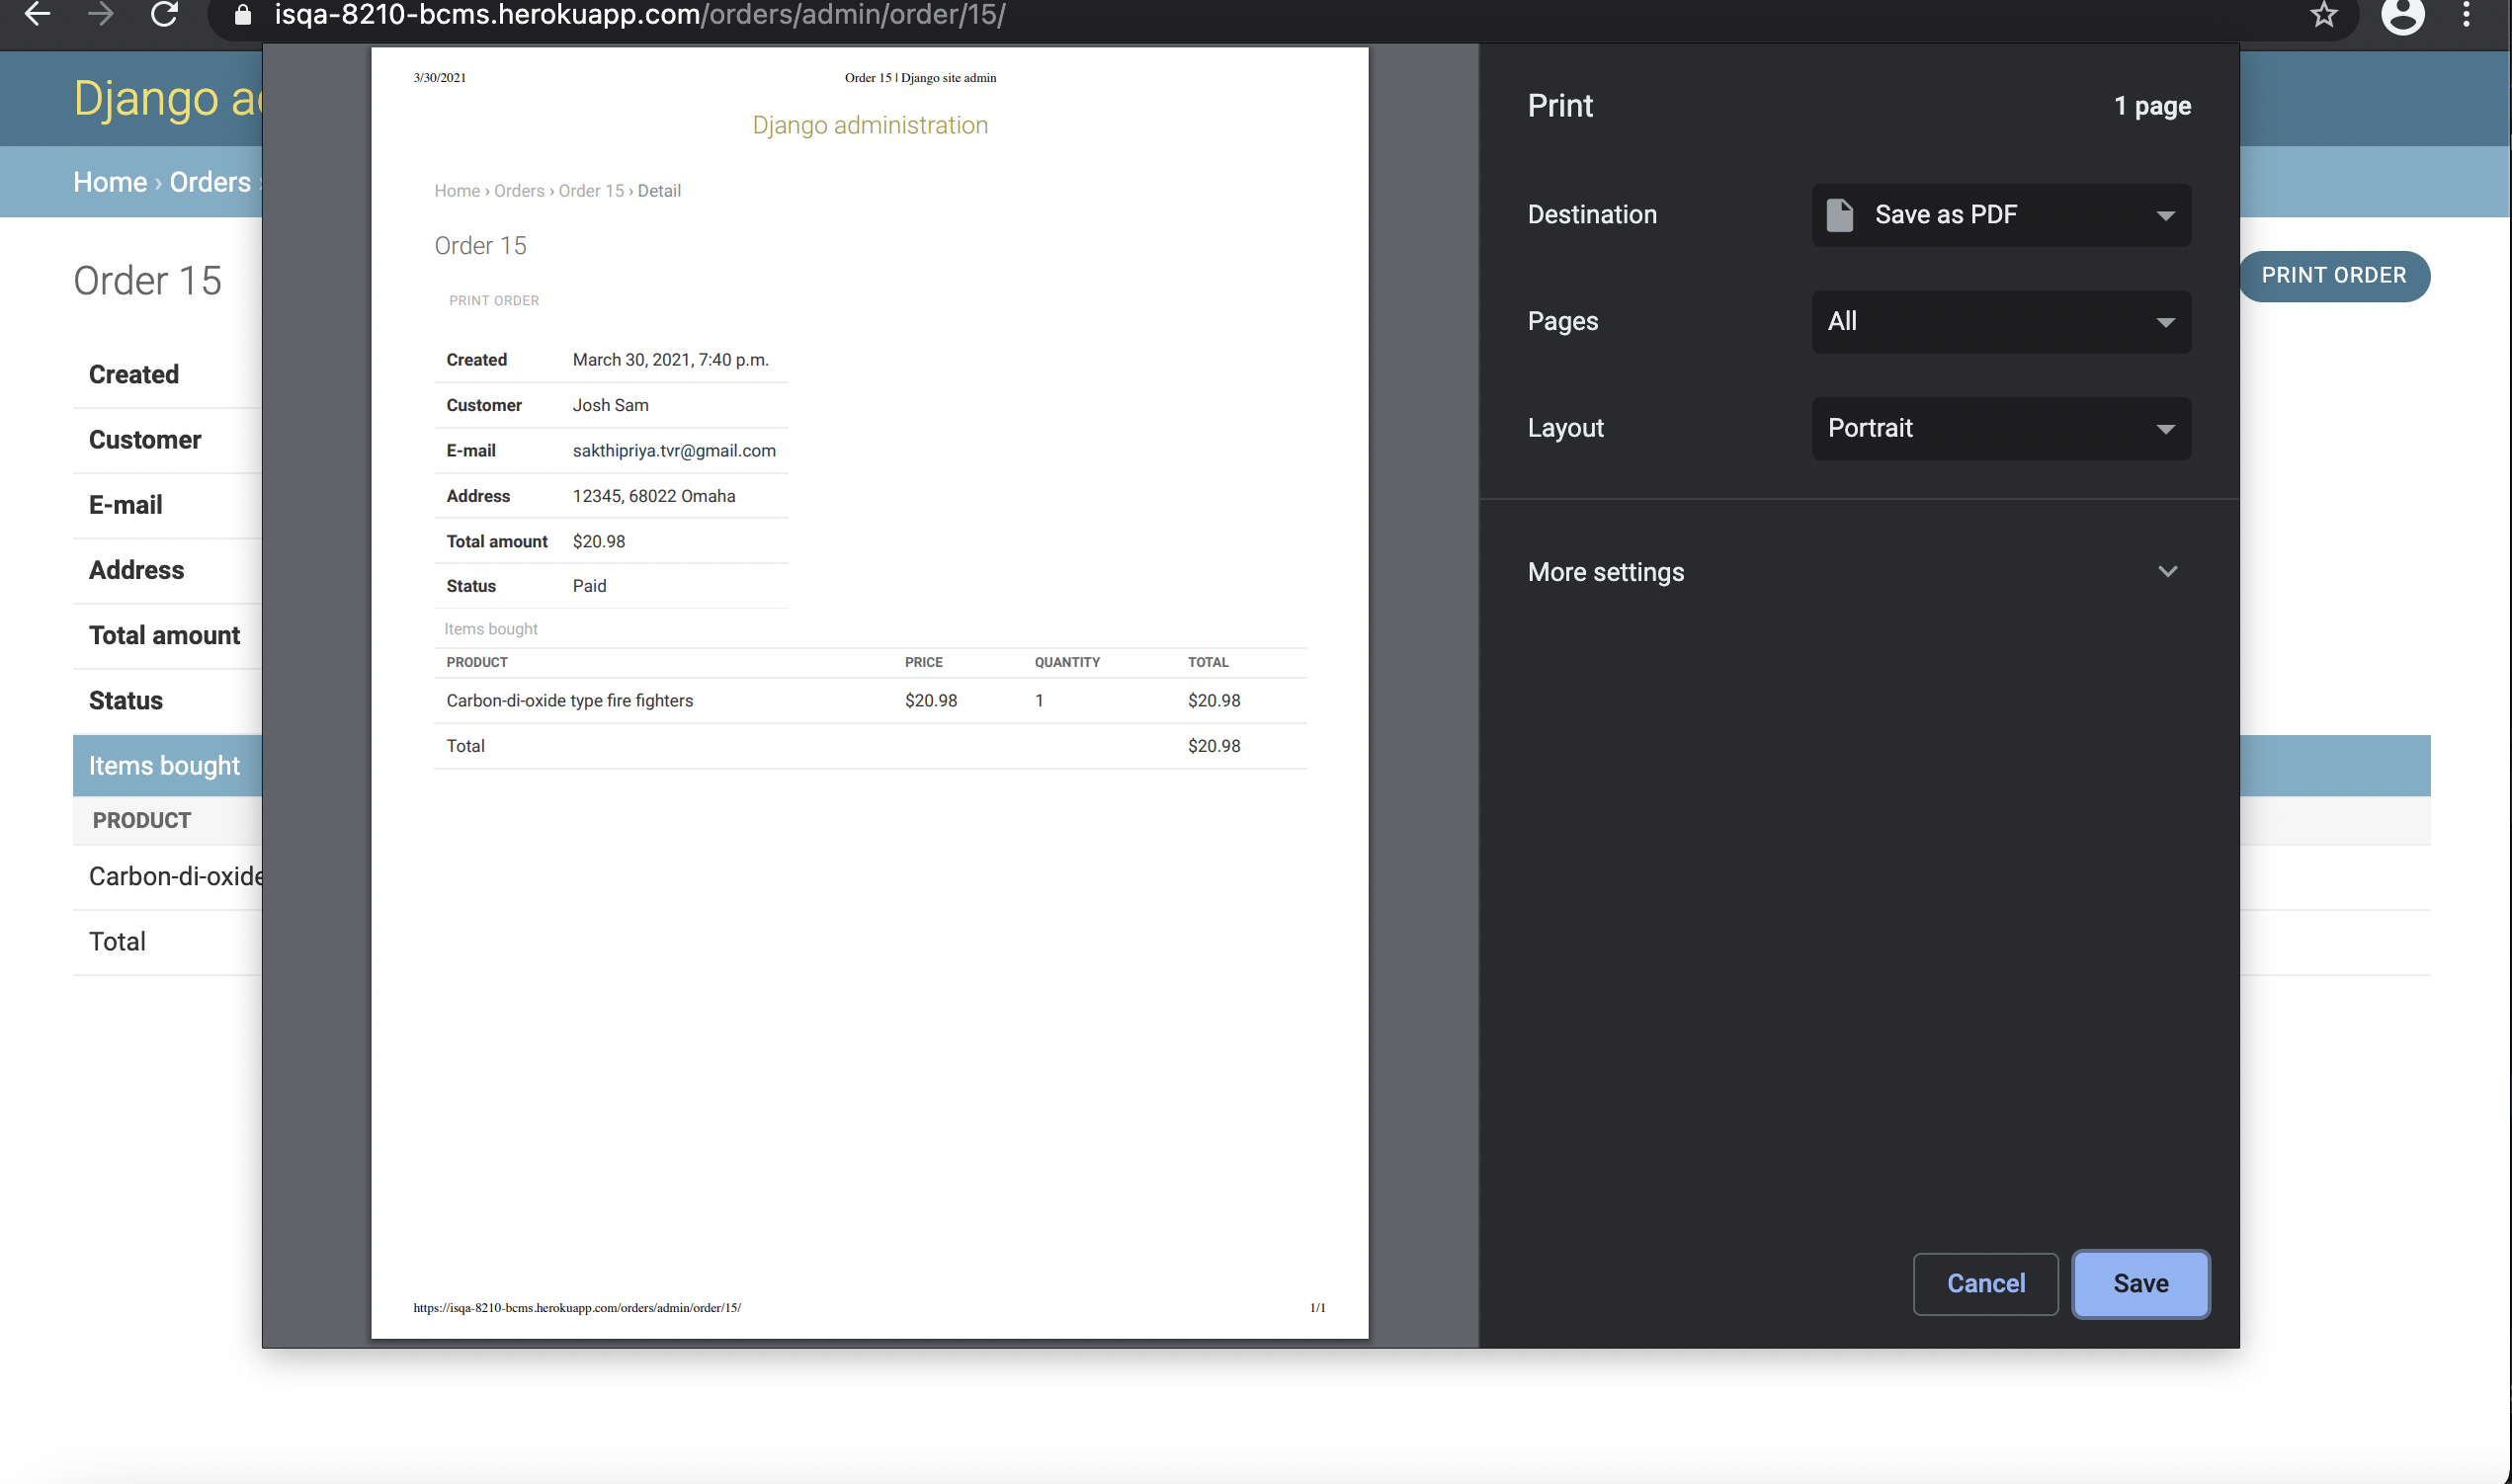 isqa-8210-bcms.herokuapp.com/orders/admin/order/15/
Django a
Home › Orders ›
Order 15
PRINT ORDER
Created
Customer
E-mail
Address
Total amount
Status
Items bought
PRODUCT
Carbon-di-oxide
Total
3/30/2021 Order 15 | Django site admin
Django administration
Home › Orders › Order 15 › Detail
Order 15
PRINT ORDER
Created March 30, 2021, 7:40 p.m.
Customer Josh Sam
E-mail sakthipriya.tvr@gmail.com
Address 12345, 68022 Omaha
Total amount $20.98
Status Paid
Items bought
PRODUCT PRICE QUANTITY TOTAL
Carbon-di-oxide type fire fighters $20.98 1 $20.98
Total $20.98
https://isqa-8210-bcms.herokuapp.com/orders/admin/order/15/ 1/1
Print 1 page
Destination Save as PDF
Pages All
Layout Portrait
More settings
Cancel Save